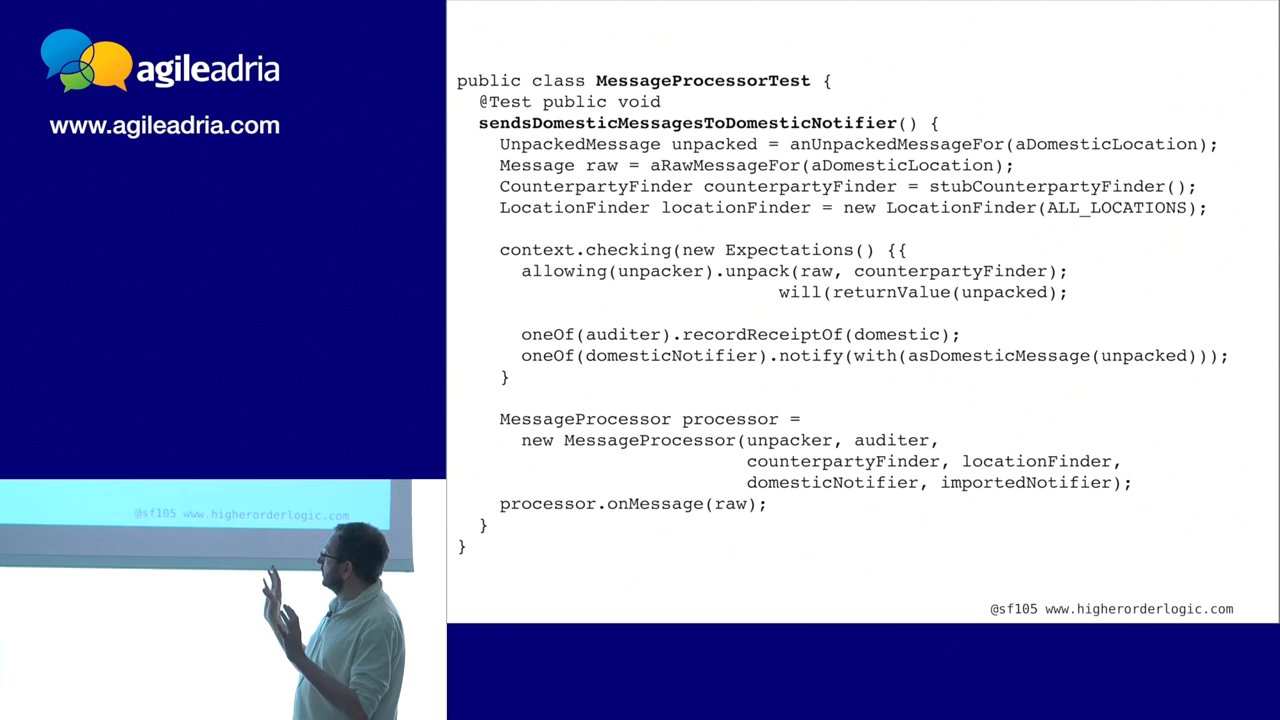 agileadria
www.agileadria.com
public class MessageProcessorTest {
@Test public void
sendsDomesticMessagesToDomesticNotifier() {
UnpackedMessage unpacked = anUnpackedMessageFor(aDomesticLocation);
Message raw = aRawMessageFor(aDomesticLocation);
CounterpartyFinder counterpartyFinder = stubCounterpartyFinder();
LocationFinder locationFinder = new LocationFinder(ALL_LOCATIONS);
context.checking(new Expectations() {{
allowing(unpacker).unpack(raw, counterpartyFinder);
will(returnValue(unpacked);
oneOf(auditer).recordReceiptOf(domestic);
oneOf(domesticNotifier).notify(with(asDomesticMessage(unpacked)));
}
MessageProcessor processor =
new MessageProcessor(unpacker, auditer,
counterpartyFinder, locationFinder,
domesticNotifier, importedNotifier);
processor.onMessage(raw);
}
}
@sf105 www.higherorderlogic.com
@sf105 www.higherorderlogic.com